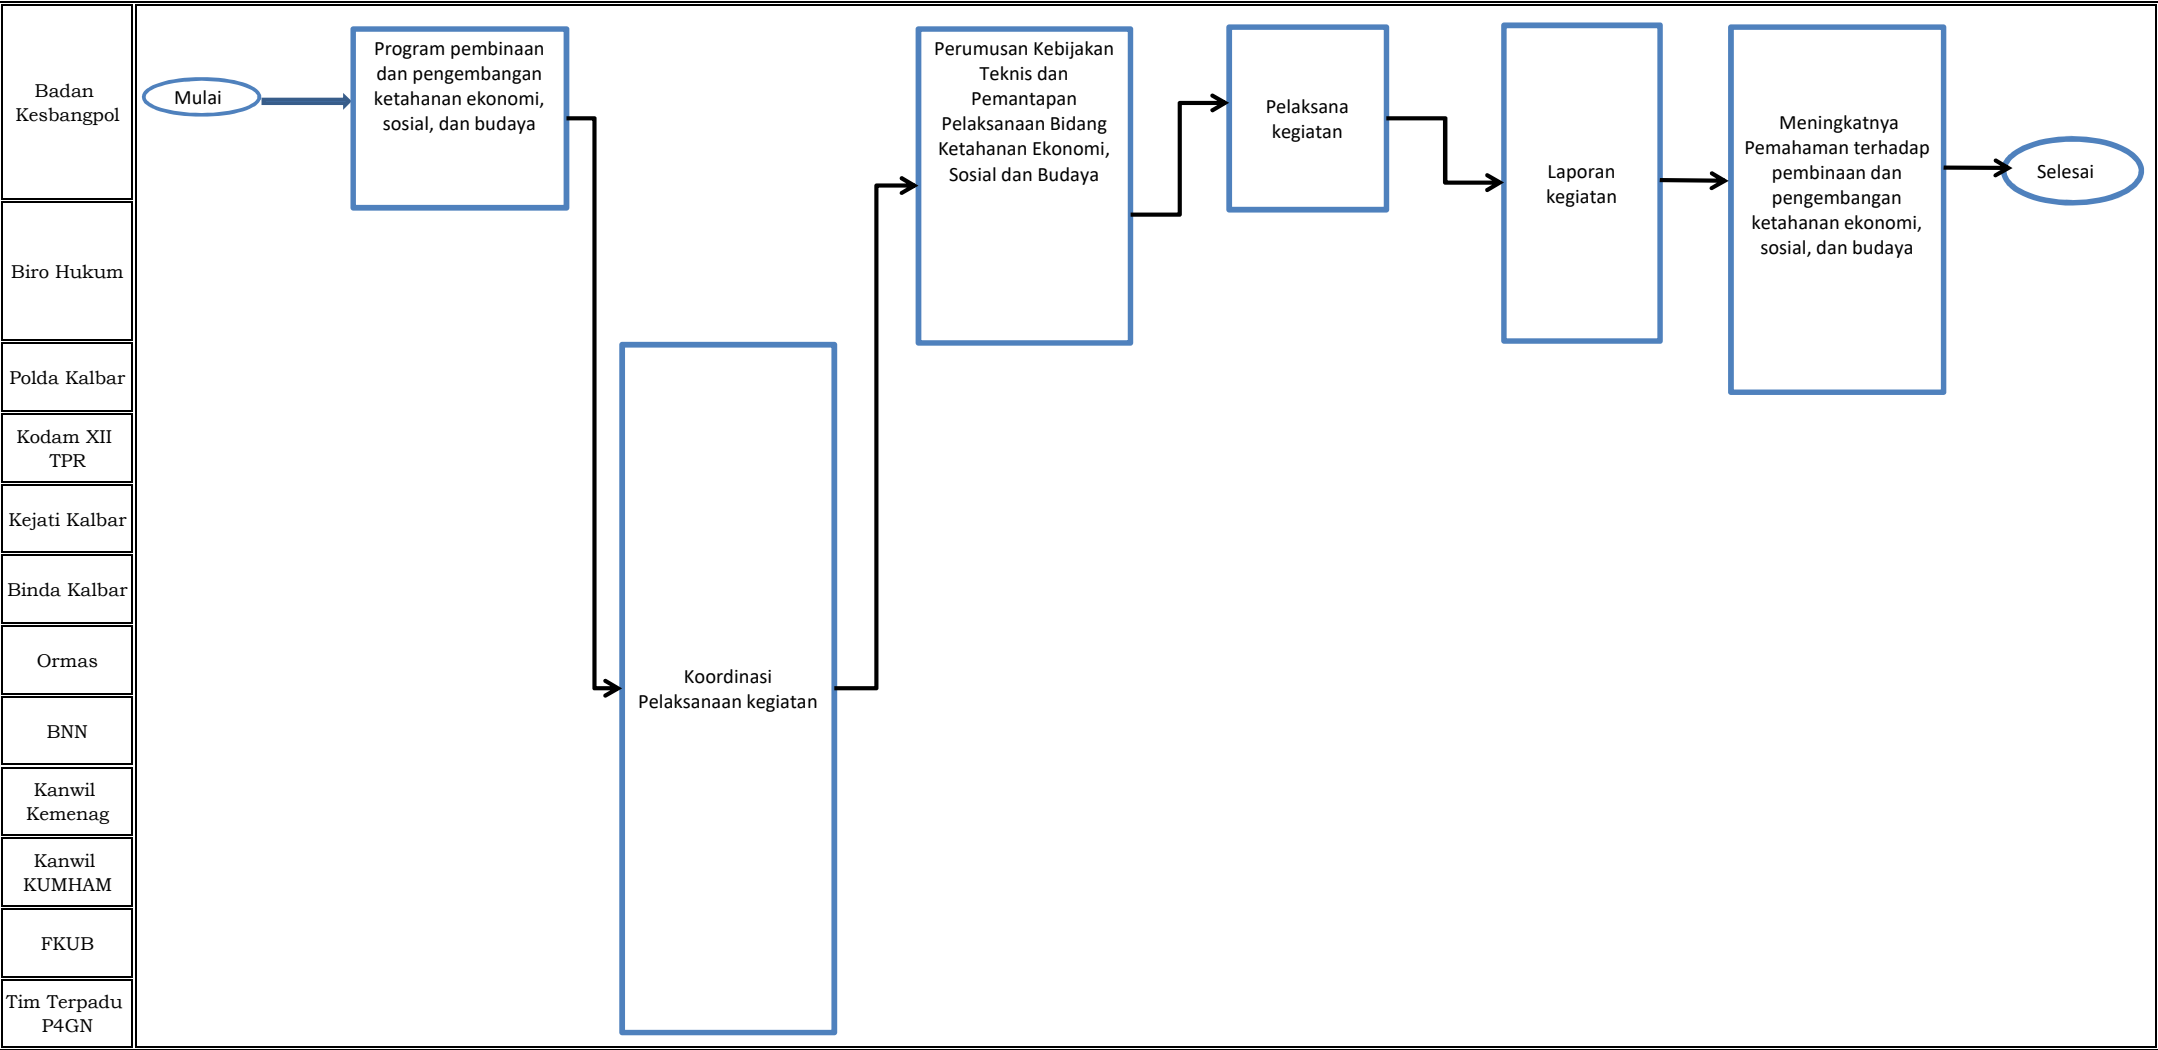 Badan
Kesbangpol
Biro Hukum
Polda Kalbar
Kodam XII
TPR
Kejati Kalbar
Binda Kalbar
Ormas
BNN
Kanwil
Kemenag
Kanwil
KUMHAM
FKUB
Tim Terpadu
P4GN
Mulai
Program pembinaan
dan pengembangan
ketahanan ekonomi,
sosial, dan budaya
Koordinasi
Pelaksanaan kegiatan
Perumusan Kebijakan
Teknis dan
Pemantapan
Pelaksanaan Bidang
Ketahanan Ekonomi,
Sosial dan Budaya
Pelaksana
kegiatan
Laporan
kegiatan
Meningkatnya
Pemahaman terhadap
pembinaan dan
pengembangan
ketahanan ekonomi,
sosial, dan budaya
Selesai